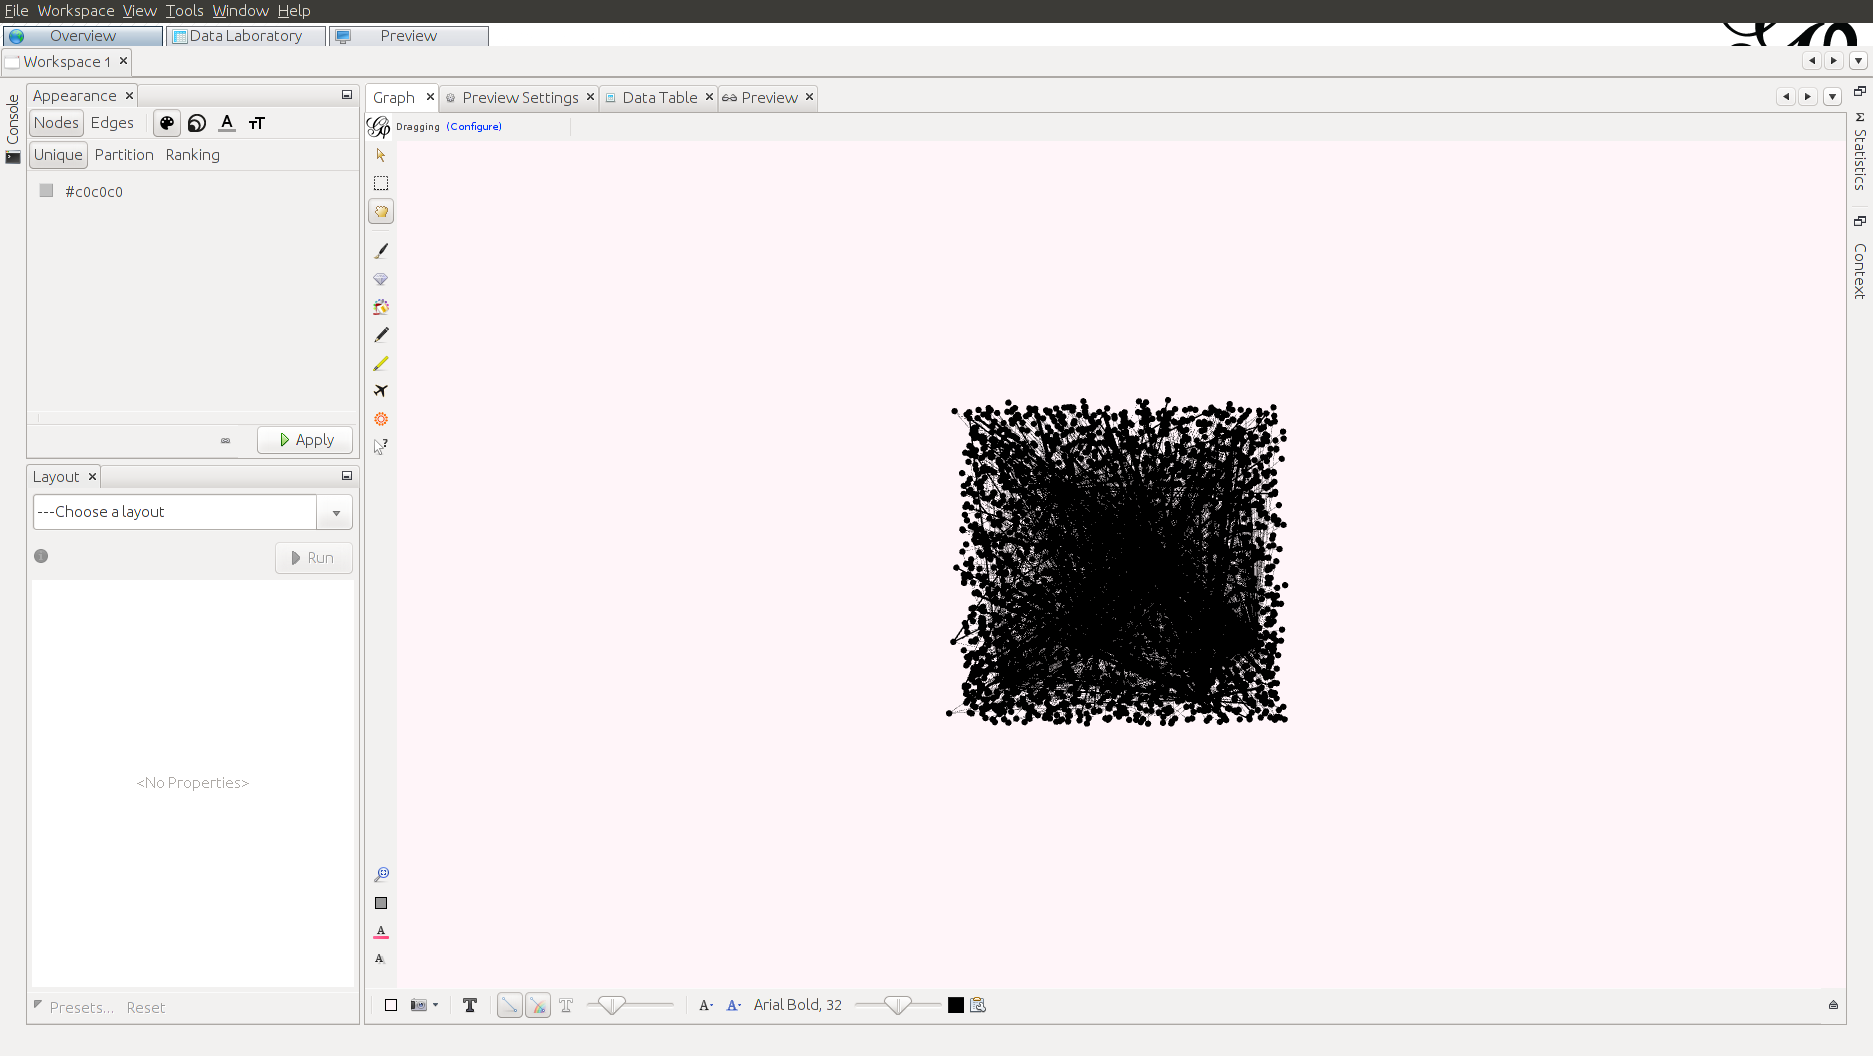 File Workspace View Tools Window Help
Overview Data Laboratory Preview
Workspace 1
Console
Appearance
Nodes Edges A TT
Unique Partition Ranking
#c0c0c0
Apply
Layout
---Choose a layout
Run
<No Properties>
Presets... Reset
Graph Preview Settings Data Table Preview
Dragging (Configure)
?
A
A
T T A A Arial Bold, 32
Σ Statistics
Context